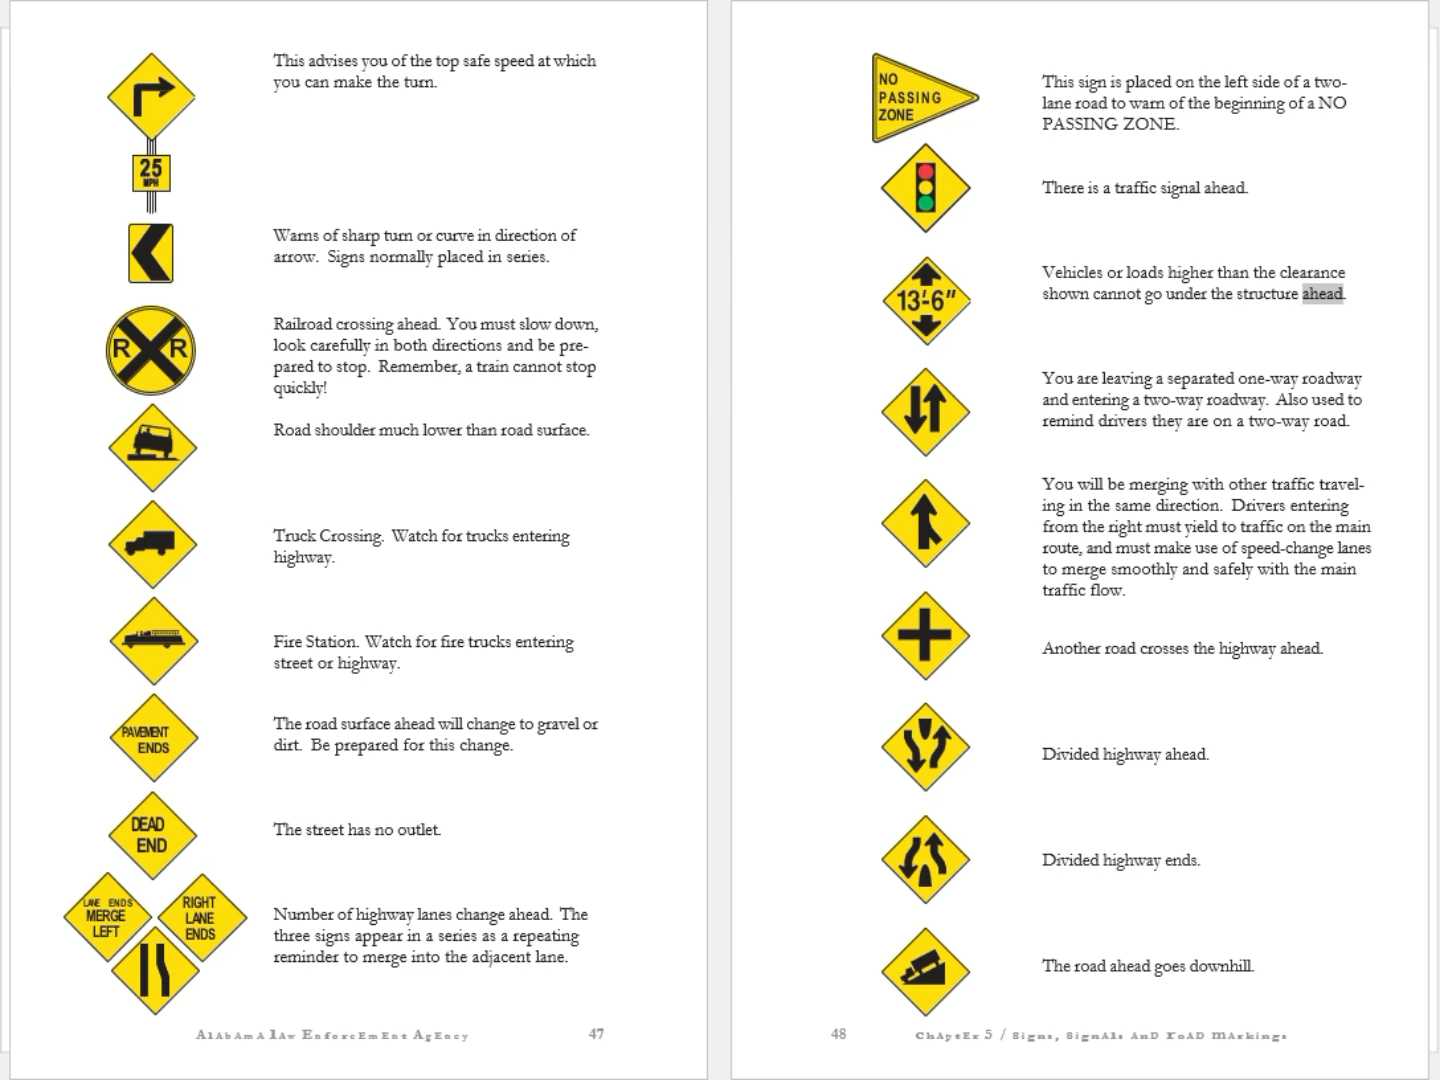 This advises you of the top safe speed at which
you can make the turn.
25
MPH
Warns of sharp turn or curve in direction of
arrow.  Signs normally placed in series.
R R
Railroad crossing ahead. You must slow down,
look carefully in both directions and be pre-
pared to stop.  Remember, a train cannot stop
quickly!
Road shoulder much lower than road surface.
Truck Crossing.  Watch for trucks entering
highway.
Fire Station. Watch for fire trucks entering
street or highway.
PAVEMENT
ENDS
The road surface ahead will change to gravel or
dirt.  Be prepared for this change.
DEAD
END
The street has no outlet.
LANE ENDS
MERGE
LEFT
RIGHT
LANE
ENDS
Number of highway lanes change ahead.  The
three signs appear in a series as a repeating
reminder to merge into the adjacent lane.
Alabama Law Enforcement Agency 47
NO
PASSING
ZONE
This sign is placed on the left side of a two-
lane road to warn of the beginning of a NO
PASSING ZONE.
There is a traffic signal ahead.
13'-6"
Vehicles or loads higher than the clearance
shown cannot go under the structure ahead.
You are leaving a separated one-way roadway
and entering a two-way roadway.  Also used to
remind drivers they are on a two-way road.
You will be merging with other traffic travel-
ing in the same direction.  Drivers entering
from the right must yield to traffic on the main
route, and must make use of speed-change lanes
to merge smoothly and safely with the main
traffic flow.
Another road crosses the highway ahead.
Divided highway ahead.
Divided highway ends.
The road ahead goes downhill.
48 Chapter 5 / Signs, Signals and Road Markings